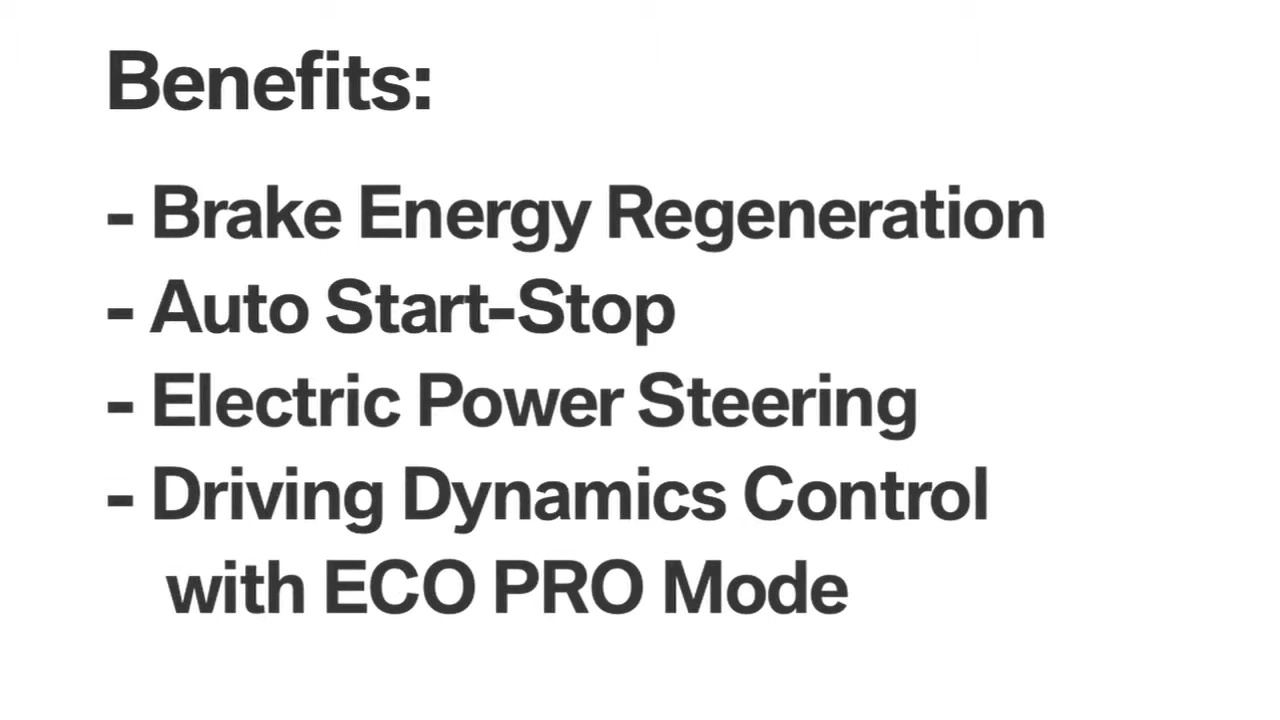 Benefits:
- Brake Energy Regeneration
- Auto Start-Stop
- Electric Power Steering
- Driving Dynamics Control
with ECO PRO Mode